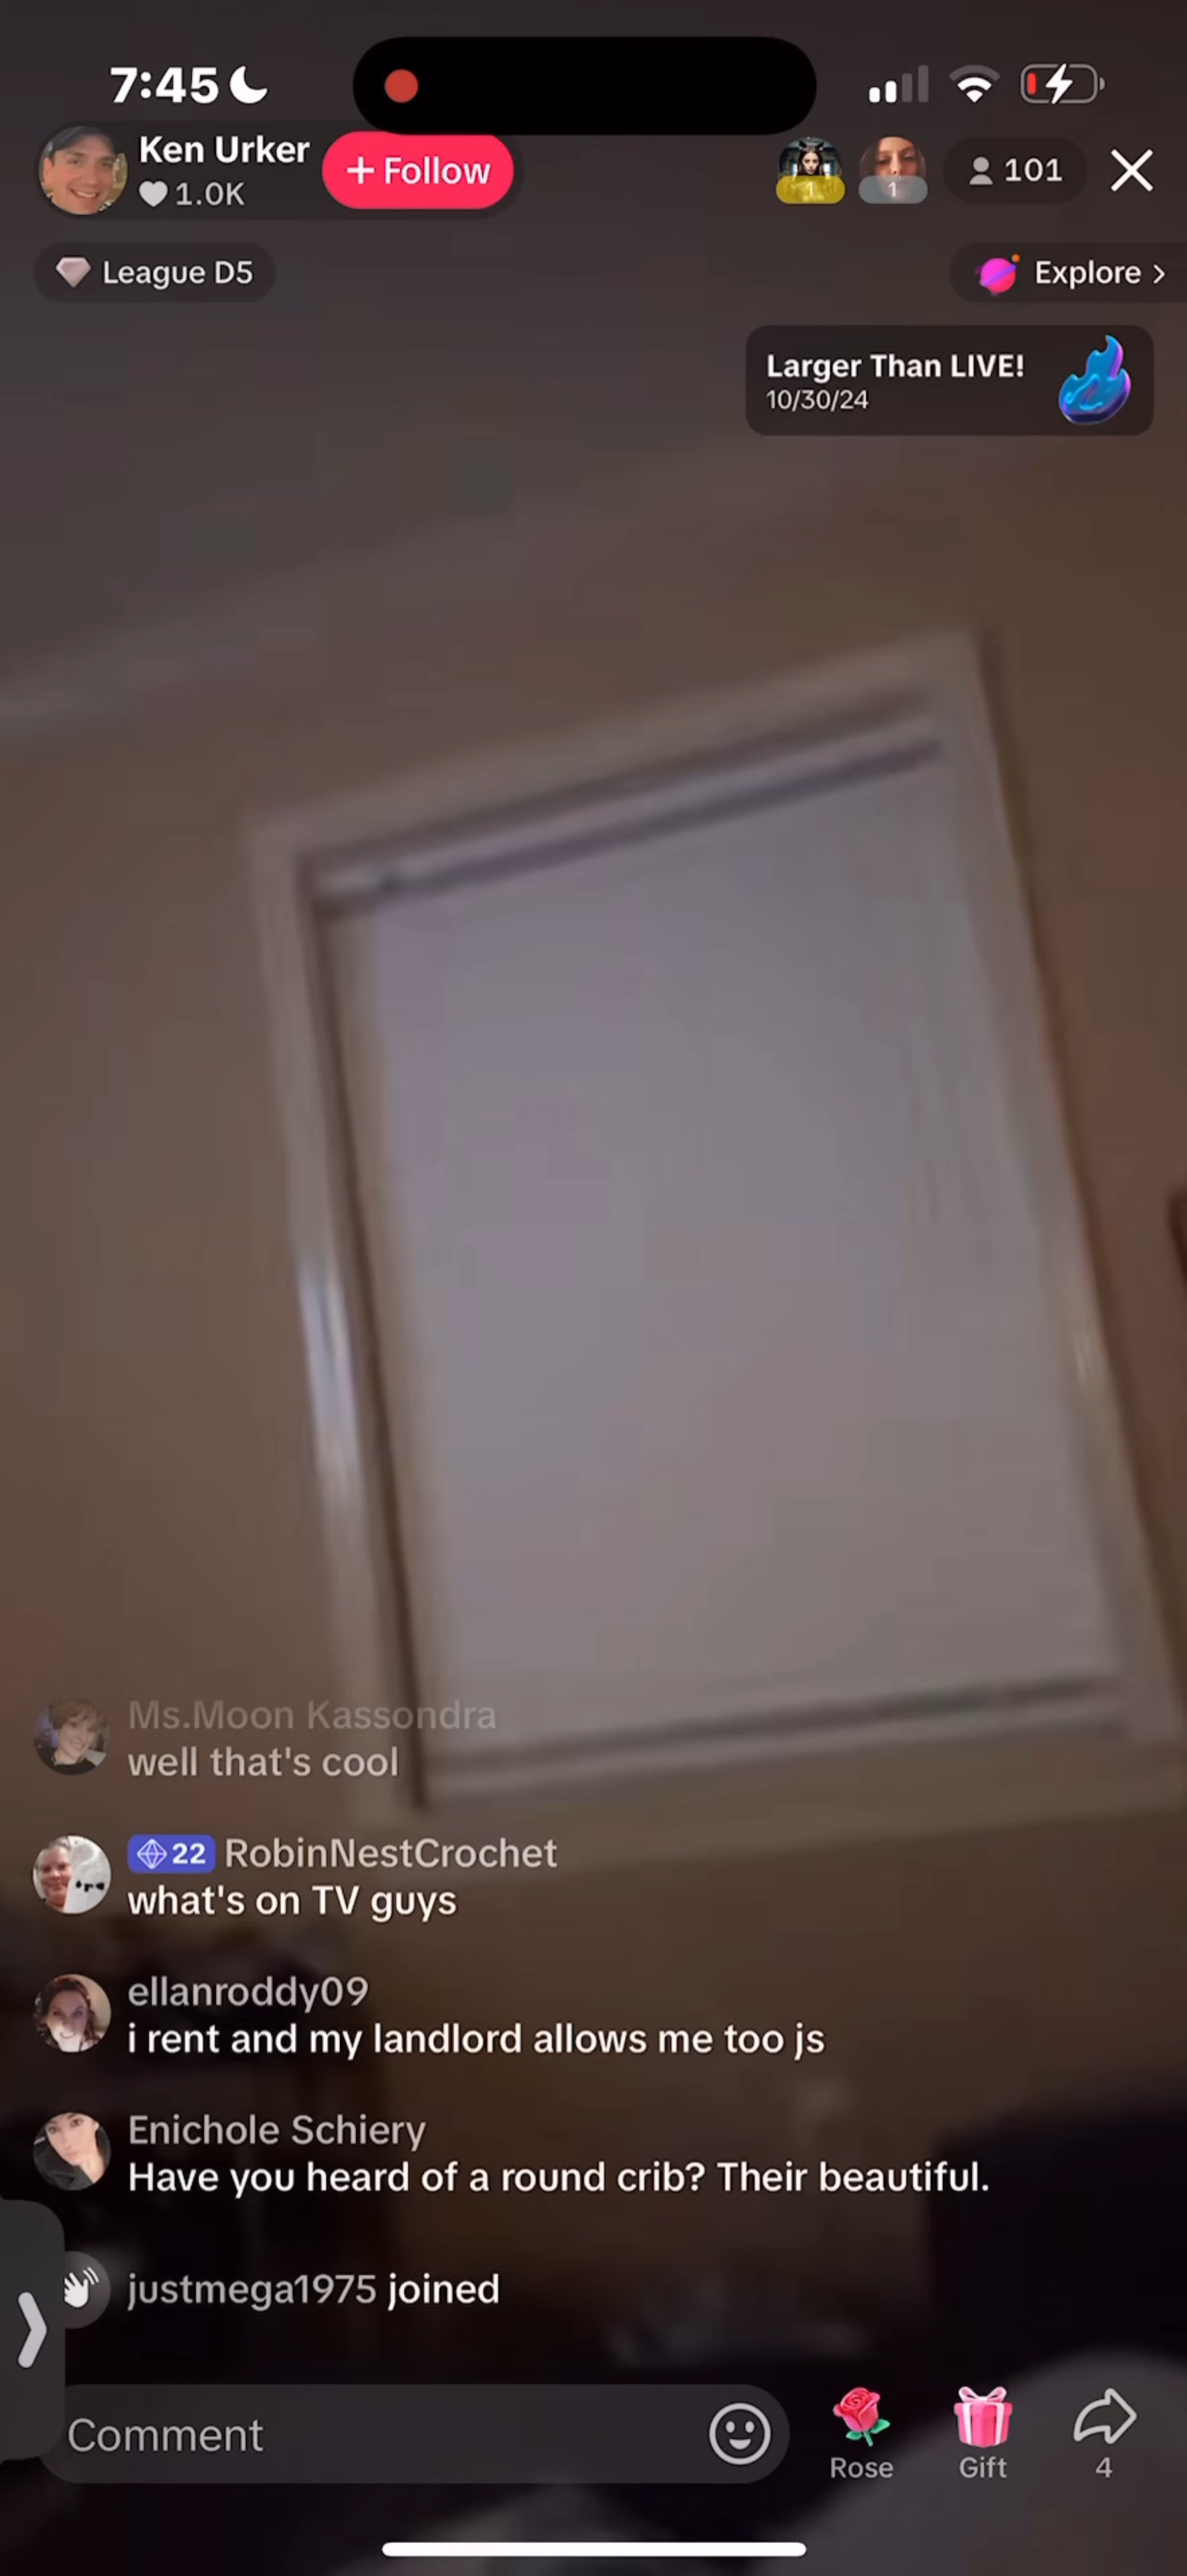 7:45
Ken Urker
1.0K
+ Follow
1
1
101
League D5
Explore >
Larger Than LIVE!
10/30/24
Ms.Moon Kassondra
well that's cool
22 RobinNestCrochet
what's on TV guys
ellanroddy09
i rent and my landlord allows me too js
Enichole Schiery
Have you heard of a round crib? Their beautiful.
justmega1975 joined
Comment
Rose
Gift
4